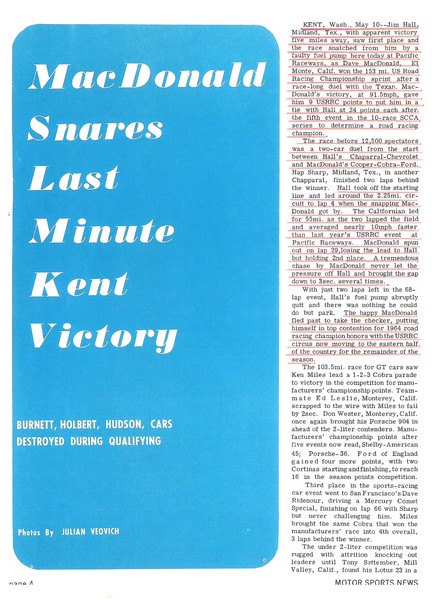 MacDonald
Snares
Last
Minute
Kent
Victory
BURNETT, HOLBERT, HUDSON, CARS
DESTROYED DURING QUALIFYING
Photos By JULIAN VEOVICH
page 4
KENT, Wash., May 10--Jim Hall,
Midland, Tex., with apparent victory
five miles away, saw first place and
the race snatched from him by a
faulty fuel pump here today at Pacific
Raceways, as Dave MacDonald, El
Monte, Calif. won the 153 mi. US Road
Racing Championship sprint after a
race-long duel with the Texan. Mac-
Donald's victory, at 91.5mph, gave
him 9 USRRC points to put him in a
tie with Hall at 24 points each after
the fifth event in the 10-race SCCA
series to determine a road racing
champion.
The race before 12,500 spectators
was a two-car duel from the start
between Hall's Chaparral-Chevrolet
and MacDonald's Cooper-Cobra-Ford.
Hap Sharp, Midland, Tex., in another
Chapparal, finished two laps behind
the winner. Hall took off the starting
line and led around the 2.25mi. cir-
cuit to lap 4 when the snapping Mac-
Donald got by. The Californian led
for 55mi. as the two lapped the field
and averaged nearly 10mph faster
than last year's USRRC event at
Pacific Raceways. MacDonald spun
out on lap 29, losing the lead to Hall
but holding 2nd place. A tremendous
chase by MacDonald never let the
pressure off Hall and brought the gap
down to 3sec. several times.
With just two laps left in the 68-
lap event, Hall's fuel pump abruptly
quit and there was nothing he could
do but park. The happy MacDonald
fled past to take the checker, putting
himself in top contention for 1964 road
racing champion honors with the USRRC
circus now moving to the eastern half
of the country for the remainder of the
season.
The 103.5mi. race for GT cars saw
Ken Miles lead a 1-2-3 Cobra parade
to victory in the competition for manu-
facturers' championship points. Team-
mate Ed Leslie, Monterey, Calif.
scrapped to the wire with Miles to fail
by 2sec. Don Wester, Monterey, Calif.
once again brought his Porsche 904 in
ahead of the 2-liter contenders. Manu-
facturers' championship points after
five events now read, Shelby-American
45; Porsche-36. Ford of England
gained four more points, with two
Cortinas starting and finishing, to reach
16 in the season points competition.
Third place in the sports-racing
car event went to San Francisco's Dave
Ridenour, driving a Mercury Comet
Special, finishing on lap 66 with Sharp
but never challenging him. Miles
brought the same Cobra that won the
manufacturers' race into 4th overall,
3 laps behind the winner.
The under 2-liter competition was
rugged with attrition knocking out
leaders until Tony Settember, Mill
Valley, Calif., found his Lotus 23 in a
MOTOR SPORTS NEWS